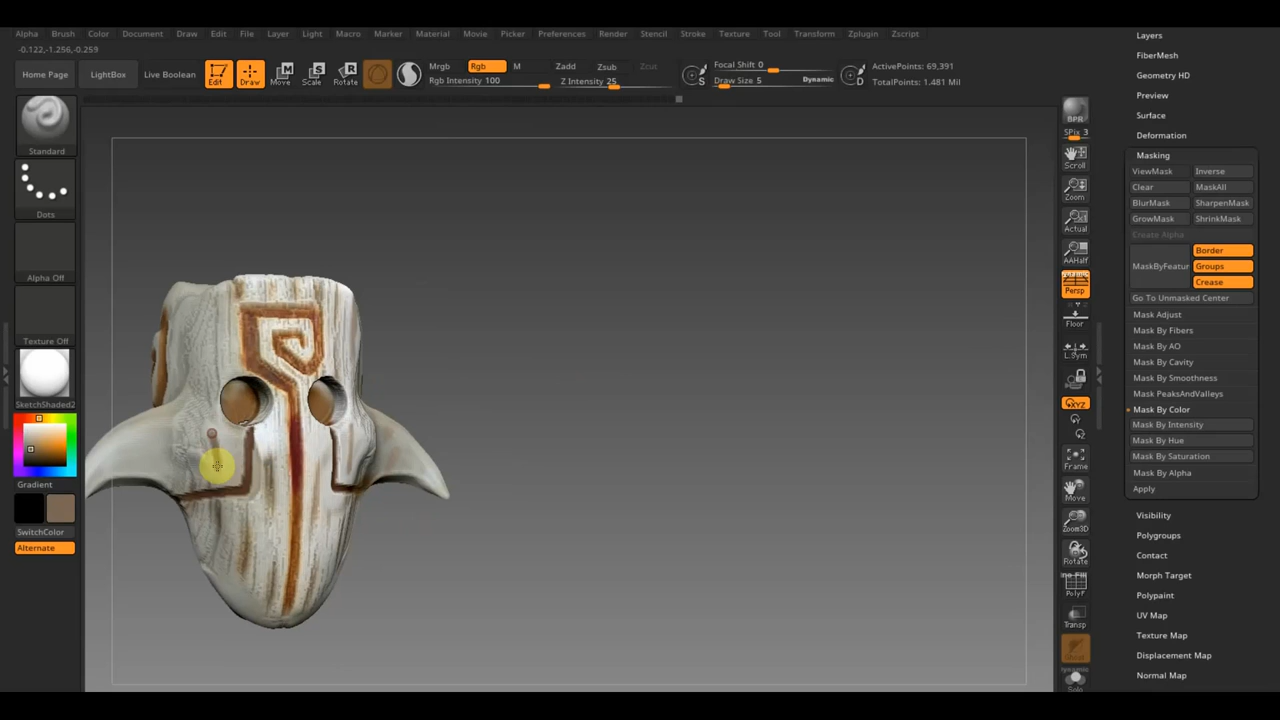 Alpha Brush Color Document Draw Edit File Layer Light Macro Marker Material Movie Picker Preferences Render Stencil Stroke Texture Tool Transform Zplugin Zscript
-0.122,-1.256,-0.259
Home Page LightBox Live Boolean Edit Draw Move Scale Rotate
Mrgb Rgb M Zadd Zsub Zcut
Rgb Intensity 100 Z Intensity 25
Focal Shift 0
Draw Size 5 Dynamic
ActivePoints: 69,391
TotalPoints: 1.481 Mil
S
D
Standard
Dots
Alpha Off
Texture Off
SketchShaded2
Gradient
SwitchColor
Alternate
BPR
SPix 3
Scroll
Zoom
Actual
AAHalf
Persp
Floor
L.Sym
XYZ
Frame
Move
Zoom3D
Rotate
PolyF
Transp
Dynamic
Solo
Layers
FiberMesh
Geometry HD
Preview
Surface
Deformation
Masking
ViewMask Inverse
Clear MaskAll
BlurMask SharpenMask
GrowMask ShrinkMask
Create Alpha
MaskByFeatur Border
Groups
Crease
Go To Unmasked Center
Mask Adjust
Mask By Fibers
Mask By AO
Mask By Cavity
Mask By Smoothness
Mask PeaksAndValleys
Mask By Color
Mask By Intensity
Mask By Hue
Mask By Saturation
Mask By Alpha
Apply
Visibility
Polygroups
Contact
Morph Target
Polypaint
UV Map
Texture Map
Displacement Map
Normal Map